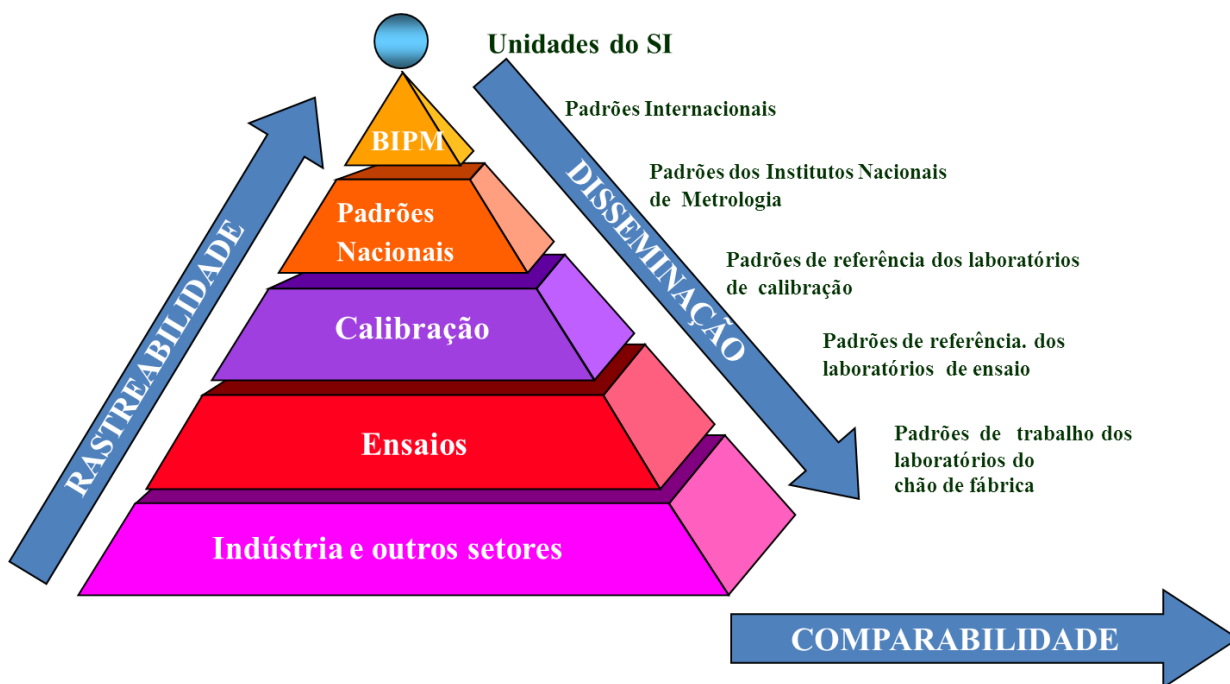 Unidades do SI
Padrões Internacionais
BIPM
Padrões dos Institutos Nacionais
de Metrologia
Padrões
Nacionais
Padrões de referência dos laboratórios
de calibração
Calibração
Padrões de referência. dos
laboratórios de ensaio
Ensaios
Padrões de trabalho dos
laboratórios do
chão de fábrica
Indústria e outros setores
RASTREABILIDADE
DISSEMINAÇÃO
COMPARABILIDADE